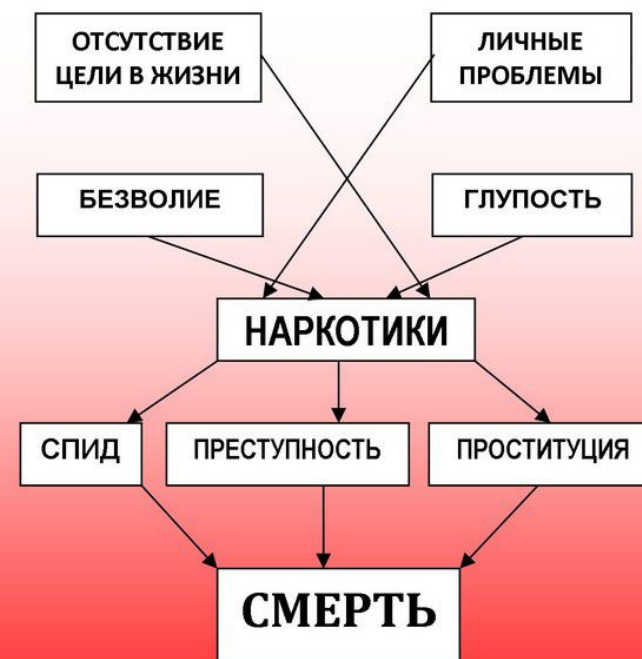 ОТСУТСТВИЕ
ЦЕЛИ В ЖИЗНИ
ЛИЧНЫЕ
ПРОБЛЕМЫ
БЕЗВОЛИЕ
ГЛУПОСТЬ
НАРКОТИКИ
СПИД
ПРЕСТУПНОСТЬ
ПРОСТИТУЦИЯ
СМЕРТЬ